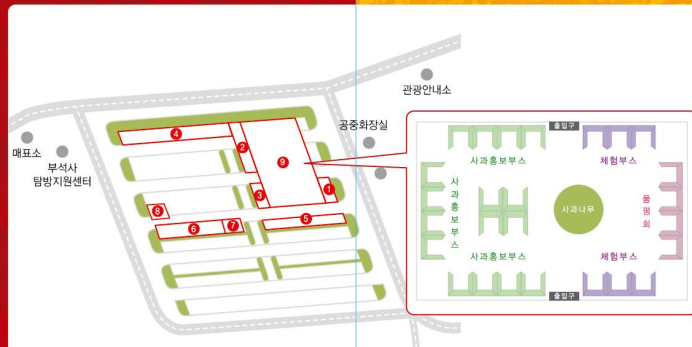 관광안내소
공중화장실
매표소
부석사
탐방지원센터
4
2
9
1
3
8
6
7
5
출입구
사과홍보부스
체험부스
사과홍보부스
사과나무
품평회
사과홍보부스
체험부스
출입구